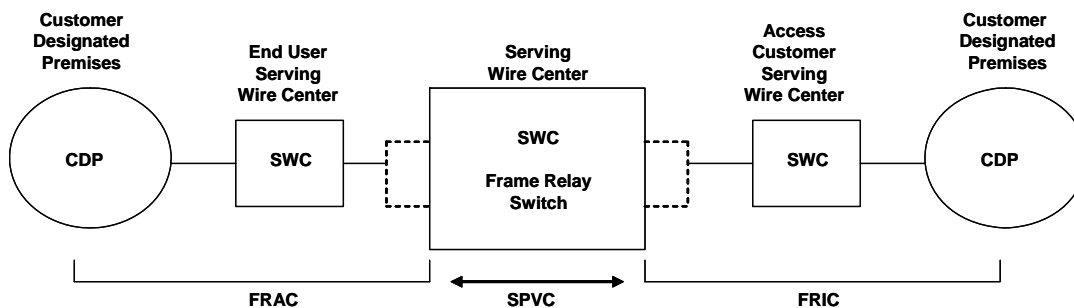 Customer
Designated
Premises
End User
Serving
Wire Center
Serving
Wire Center
Access
Customer
Serving
Wire Center
Customer
Designated
Premises
CDP
SWC
SWC
Frame Relay
Switch
SWC
CDP
FRAC
SPVC
FRIC